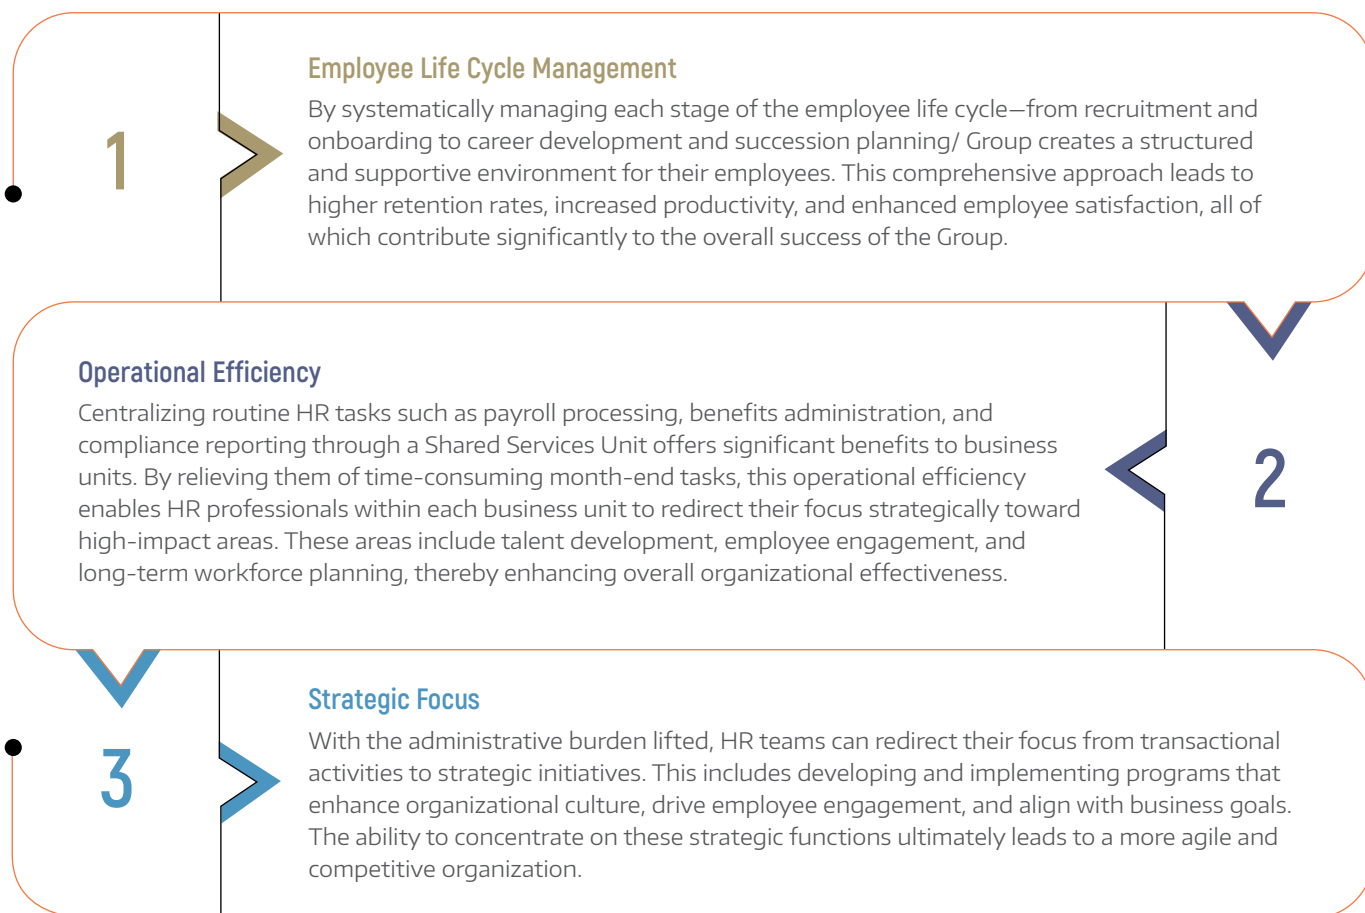 1
Employee Life Cycle Management
By systematically managing each stage of the employee life cycle—from recruitment and
onboarding to career development and succession planning/ Group creates a structured
and supportive environment for their employees. This comprehensive approach leads to
higher retention rates, increased productivity, and enhanced employee satisfaction, all of
which contribute significantly to the overall success of the Group.
Operational Efficiency
Centralizing routine HR tasks such as payroll processing, benefits administration, and
compliance reporting through a Shared Services Unit offers significant benefits to business
units. By relieving them of time-consuming month-end tasks, this operational efficiency
enables HR professionals within each business unit to redirect their focus strategically toward
high-impact areas. These areas include talent development, employee engagement, and
long-term workforce planning, thereby enhancing overall organizational effectiveness.
2
3
Strategic Focus
With the administrative burden lifted, HR teams can redirect their focus from transactional
activities to strategic initiatives. This includes developing and implementing programs that
enhance organizational culture, drive employee engagement, and align with business goals.
The ability to concentrate on these strategic functions ultimately leads to a more agile and
competitive organization.